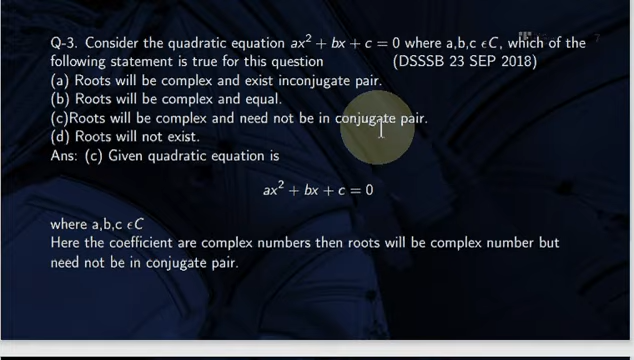 Q-3. Consider the quadratic equation ax² + bx + c = 0 where a,b,c ϵC, which of the
following statement is true for this question (DSSSB 23 SEP 2018)
(a) Roots will be complex and exist inconjugate pair.
(b) Roots will be complex and equal.
(c)Roots will be complex and need not be in conjugate pair.
(d) Roots will not exist.
Ans: (c) Given quadratic equation is
ax² + bx + c = 0
where a,b,c ϵC
Here the coefficient are complex numbers then roots will be complex number but
need not be in conjugate pair.